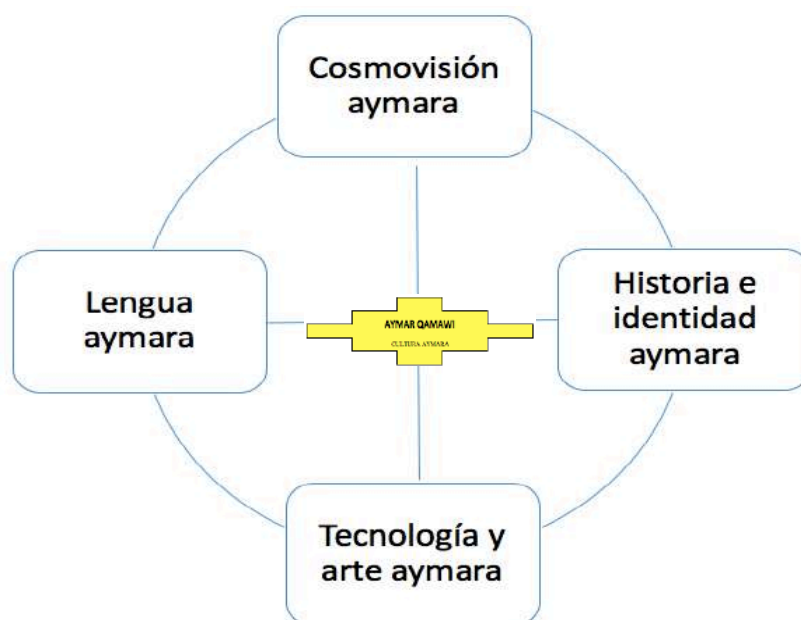 Cosmovisión
aymara
Lengua
aymara
AYMAR QAMAWI
CULTURA AYMARA
Historia e
identidad
aymara
Tecnología y
arte aymara